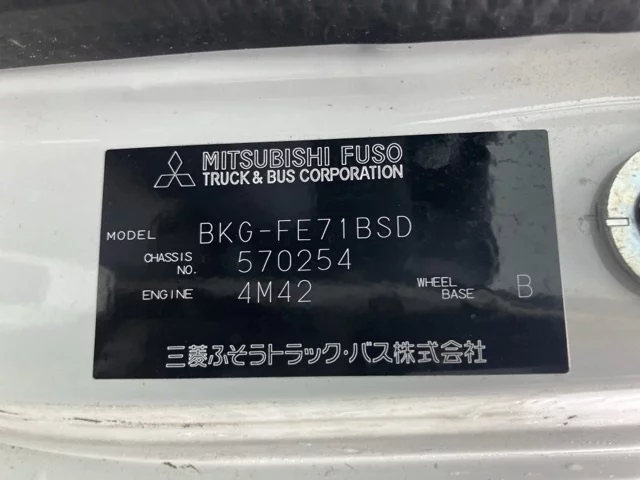 MITSUBISHI FUSO
TRUCK & BUS CORPORATION
MODEL BKG-FE71BSD
CHASSIS NO. 570254
ENGINE 4M42 WHEEL BASE B
三菱ふそうトラック・バス株式会社